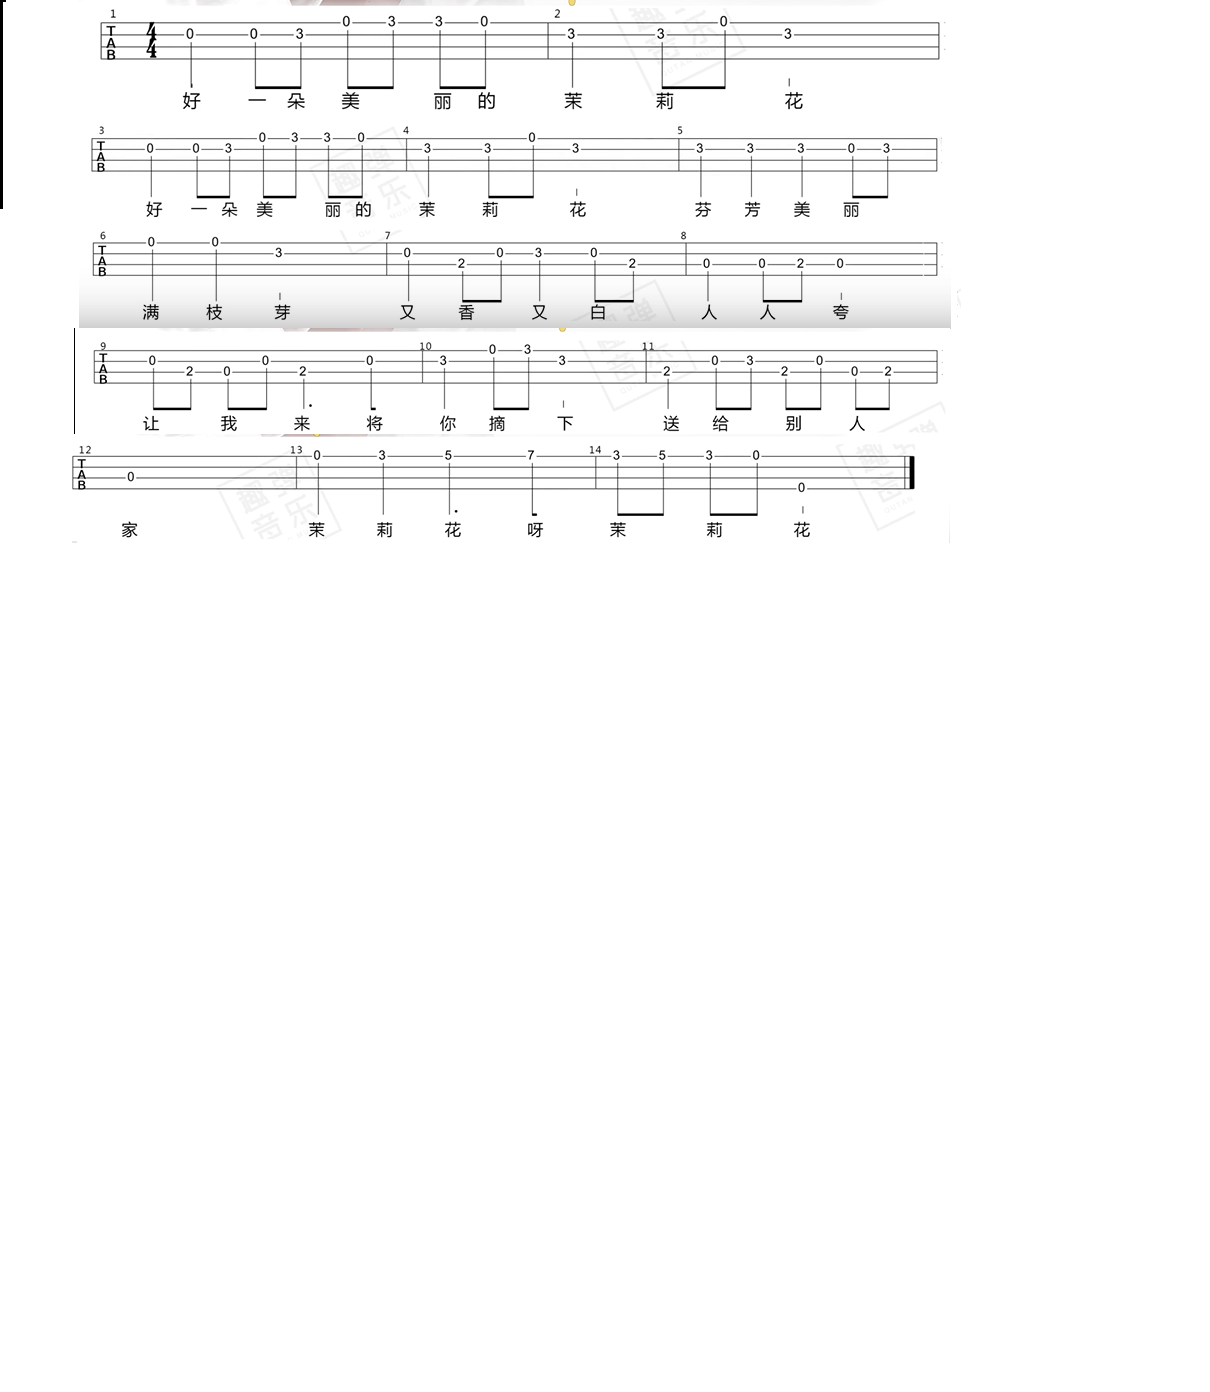 1 2
TAB 4/4 0 0 3 0 3 3 0 3 3 0 3
好 一 朵 美 丽 的 茉 莉 花
3 4 5
TAB 0 0 3 0 3 3 0 3 3 0 3 3 3 3 0 3
好 一 朵 美 丽 的 茉 莉 花 芬 芳 美 丽
6 7 8
TAB 0 0 3 0 2 0 3 0 2 0 0 2 0
满 枝 芽 又 香 又 白 人 人 夸
9 10 11
TAB 0 2 0 0 2 0 3 0 3 3 2 0 3 2 0 0 2
让 我 来 将 你 摘 下 送 给 别 人
12 13 14
TAB 0 0 3 5 7 3 5 3 0 0
家 茉 莉 花 呀 茉 莉 花